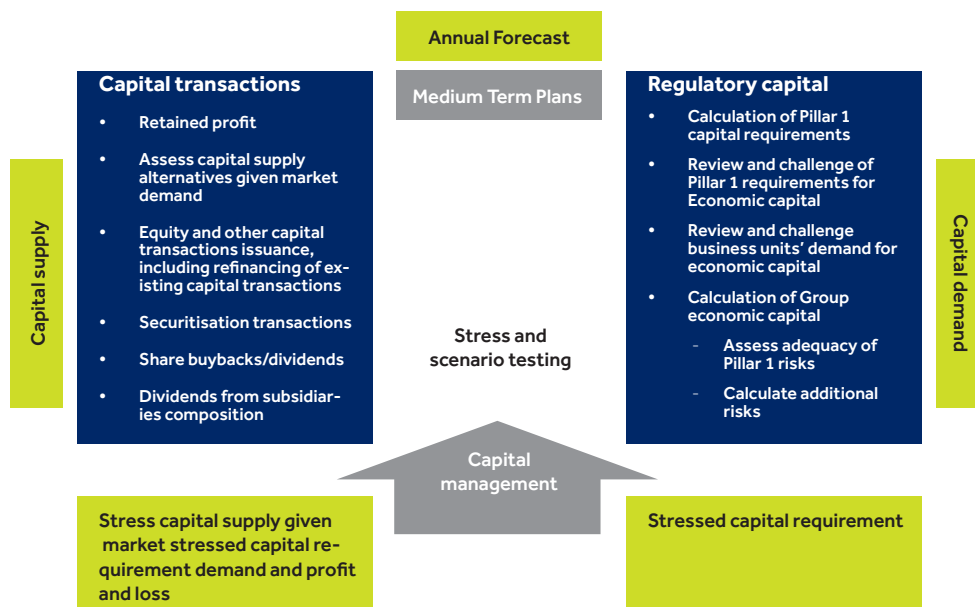 Annual Forecast
Medium Term Plans
Capital supply
Capital transactions
• Retained profit
• Assess capital supply
alternatives given market
demand
• Equity and other capital
transactions issuance,
including refinancing of ex-
isting capital transactions
• Securitisation transactions
• Share buybacks/dividends
• Dividends from subsidiar-
ies composition
Stress and
scenario testing
Capital
management
Regulatory capital
• Calculation of Pillar 1
capital requirements
• Review and challenge of
Pillar 1 requirements for
Economic capital
• Review and challenge
business units’ demand for
economic capital
• Calculation of Group
economic capital
- Assess adequacy of
Pillar 1 risks
- Calculate additional
risks
Capital demand
Stress capital supply given
market stressed capital re-
quirement demand and profit
and loss
Stressed capital requirement